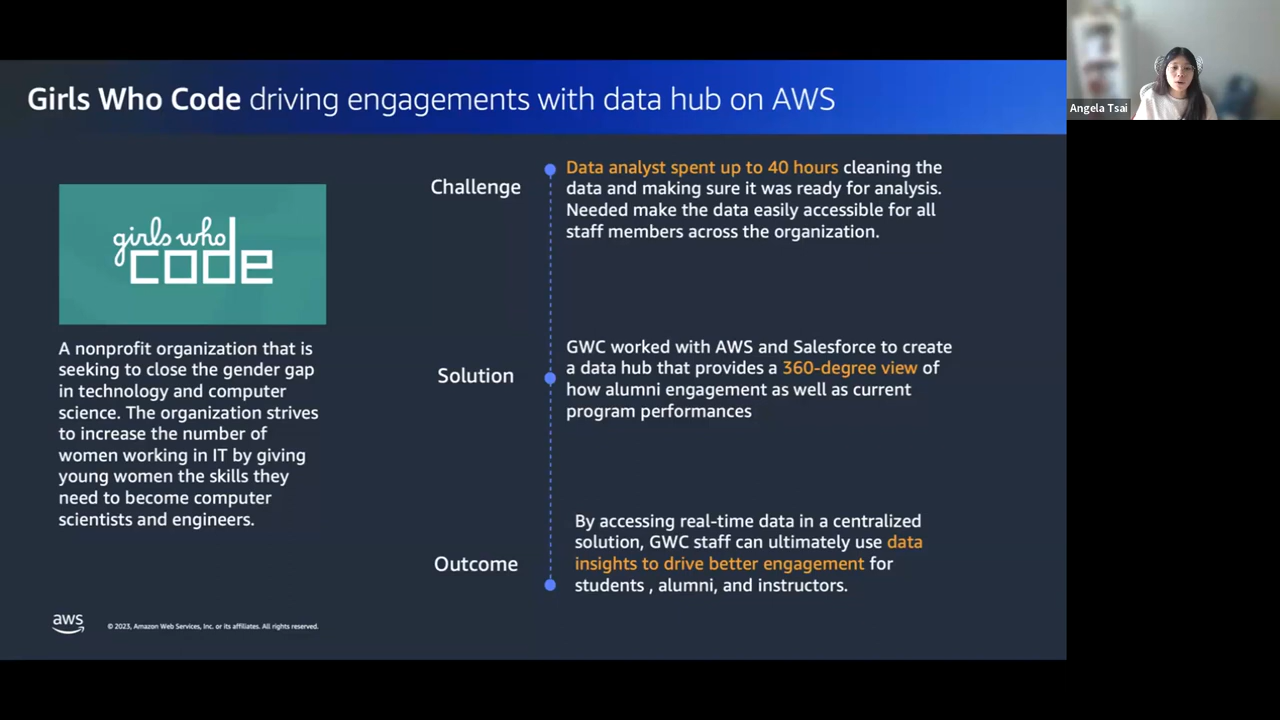 Girls Who Code driving engagements with data hub on AWS
Angela Tsai
girls who
code
A nonprofit organization that is
seeking to close the gender gap
in technology and computer
science. The organization strives
to increase the number of
women working in IT by giving
young women the skills they
need to become computer
scientists and engineers.
Challenge
Data analyst spent up to 40 hours cleaning the
data and making sure it was ready for analysis.
Needed make the data easily accessible for all
staff members across the organization.
Solution
GWC worked with AWS and Salesforce to create
a data hub that provides a 360-degree view of
how alumni engagement as well as current
program performances
Outcome
By accessing real-time data in a centralized
solution, GWC staff can ultimately use data
insights to drive better engagement for
students , alumni, and instructors.
aws
© 2023, Amazon Web Services, Inc. or its affiliates. All rights reserved.